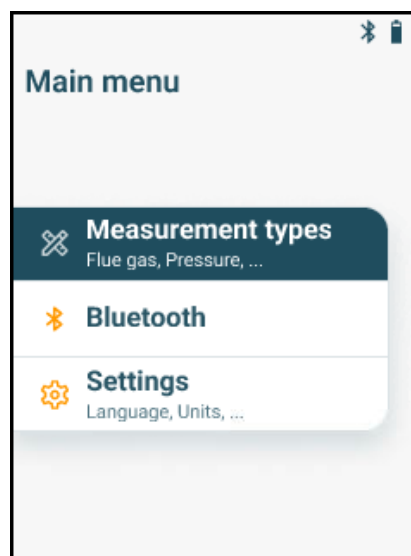 Main menu
Measurement types
Flue gas, Pressure, ...
Bluetooth
Settings
Language, Units, ...